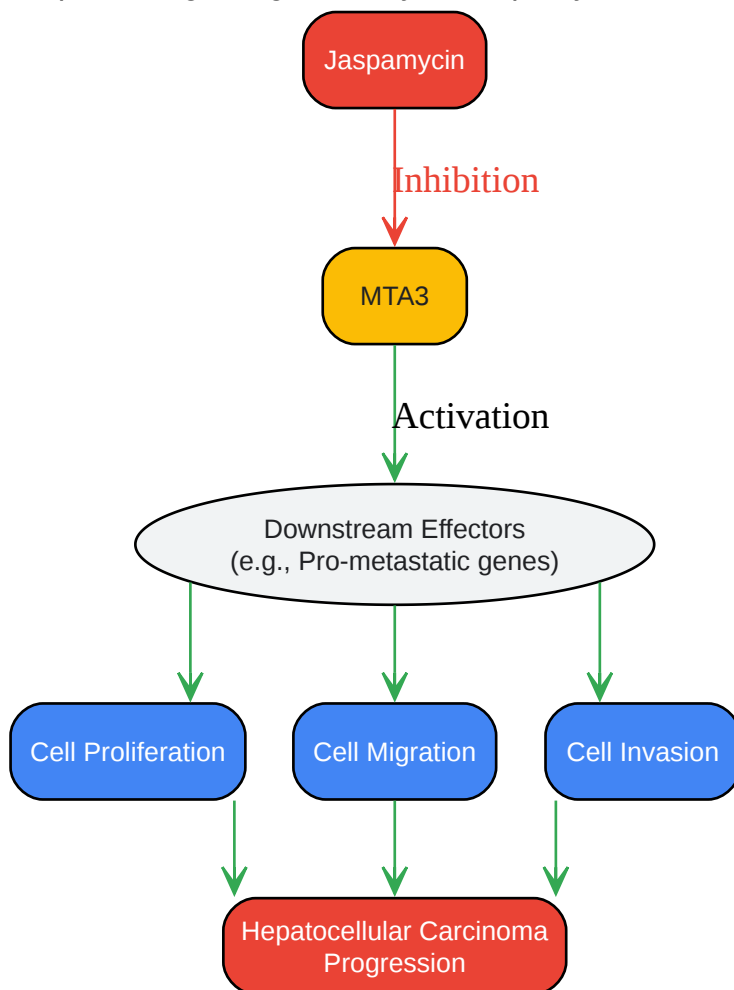 Jaspamycin
Inhibition
MTA3
Activation
Downstream Effectors
(e.g., Pro-metastatic genes)
Cell Proliferation
Cell Migration
Cell Invasion
Hepatocellular Carcinoma
Progression